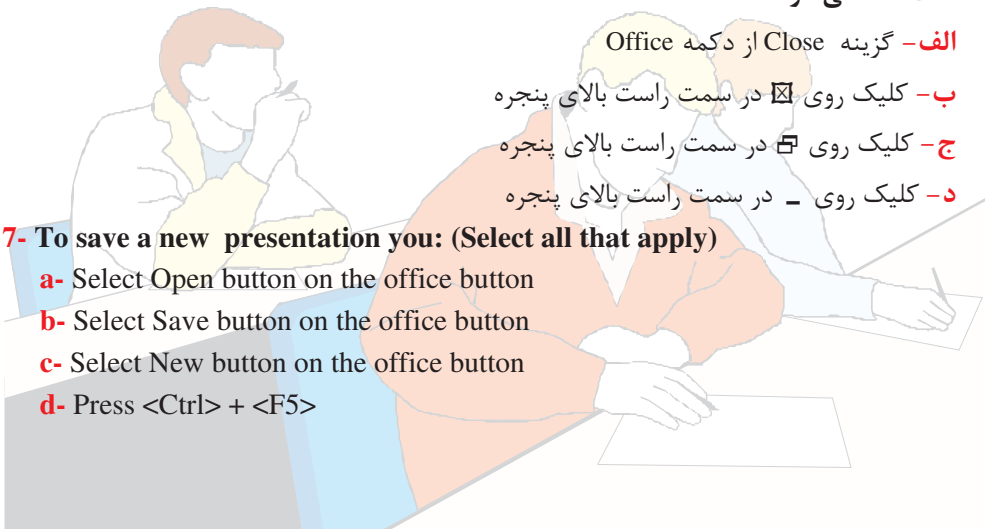 الف- گزینه Close از دکمه Office
ب- کلیک روی ☒ در سمت راست بالای پنجره
ج- کلیک روی 🗗 در سمت راست بالای پنجره
د- کلیک روی _ در سمت راست بالای پنجره
7- To save a new presentation you: (Select all that apply)
a- Select Open button on the office button
b- Select Save button on the office button
c- Select New button on the office button
d- Press <Ctrl> + <F5>